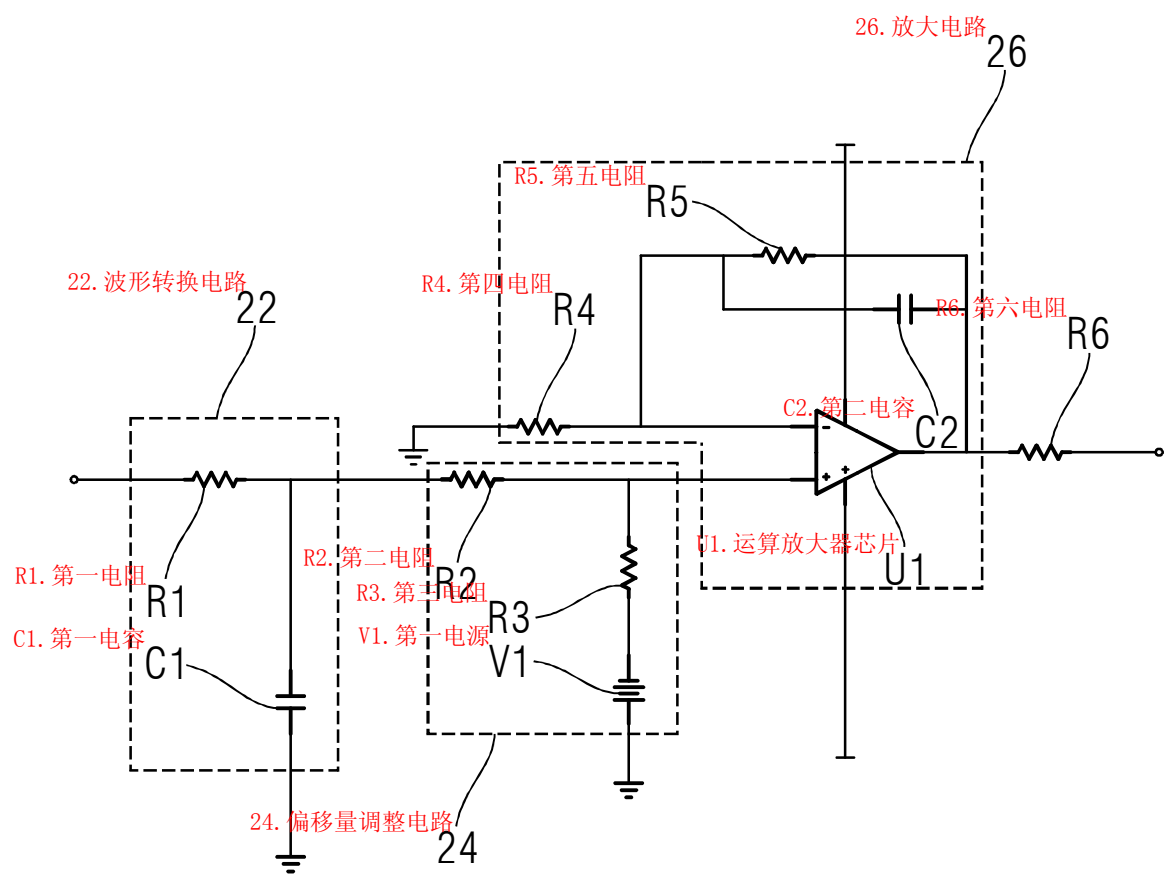 26.放大电路
26
R5.第五电阻
R5
22.波形转换电路
22
R4.第四电阻
R4
R6.第六电阻
R6
C2.第二电容
C2
- 
+
+
U1.运算放大器芯片
U1
R2.第二电阻
R2
R1.第一电阻
R1
R3.第三电阻
R3
C1.第一电容
C1
V1.第一电源
V1
24.偏移量调整电路
24